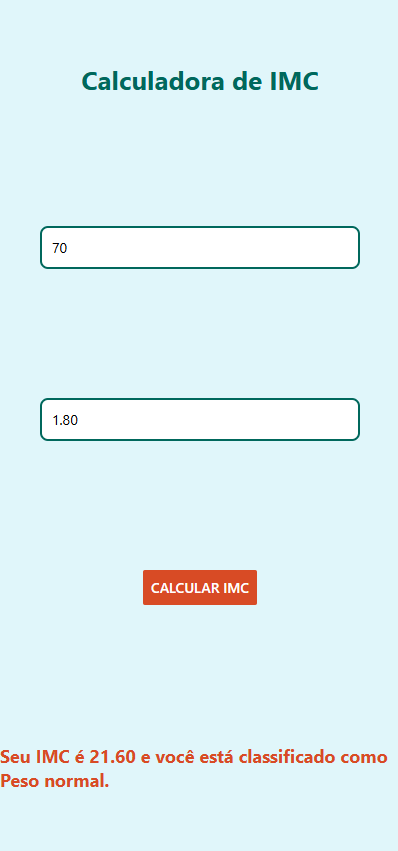 Calculadora de IMC
70
1.80
CALCULAR IMC
Seu IMC é 21.60 e você está classificado como
Peso normal.